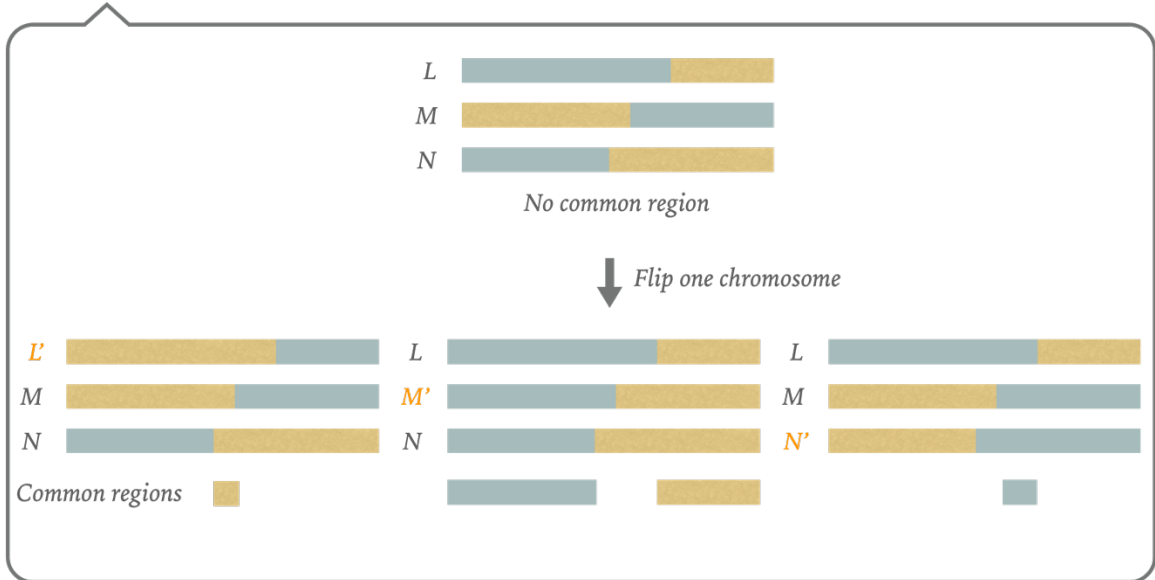 L
M
N
No common region
Flip one chromosome
L’ L L
M M’ M
N N N’
Common regions